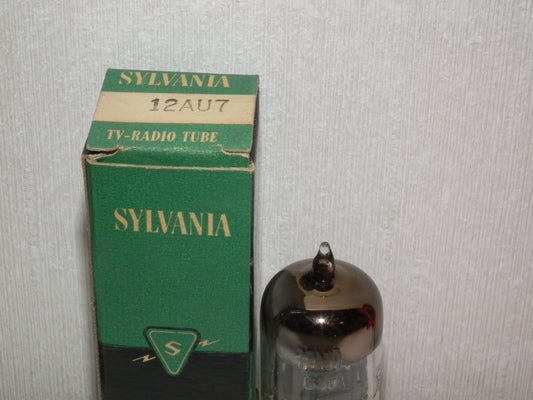 SYLVANIA
12AU7
TV-RADIO TUBE
SYLVANIA
S